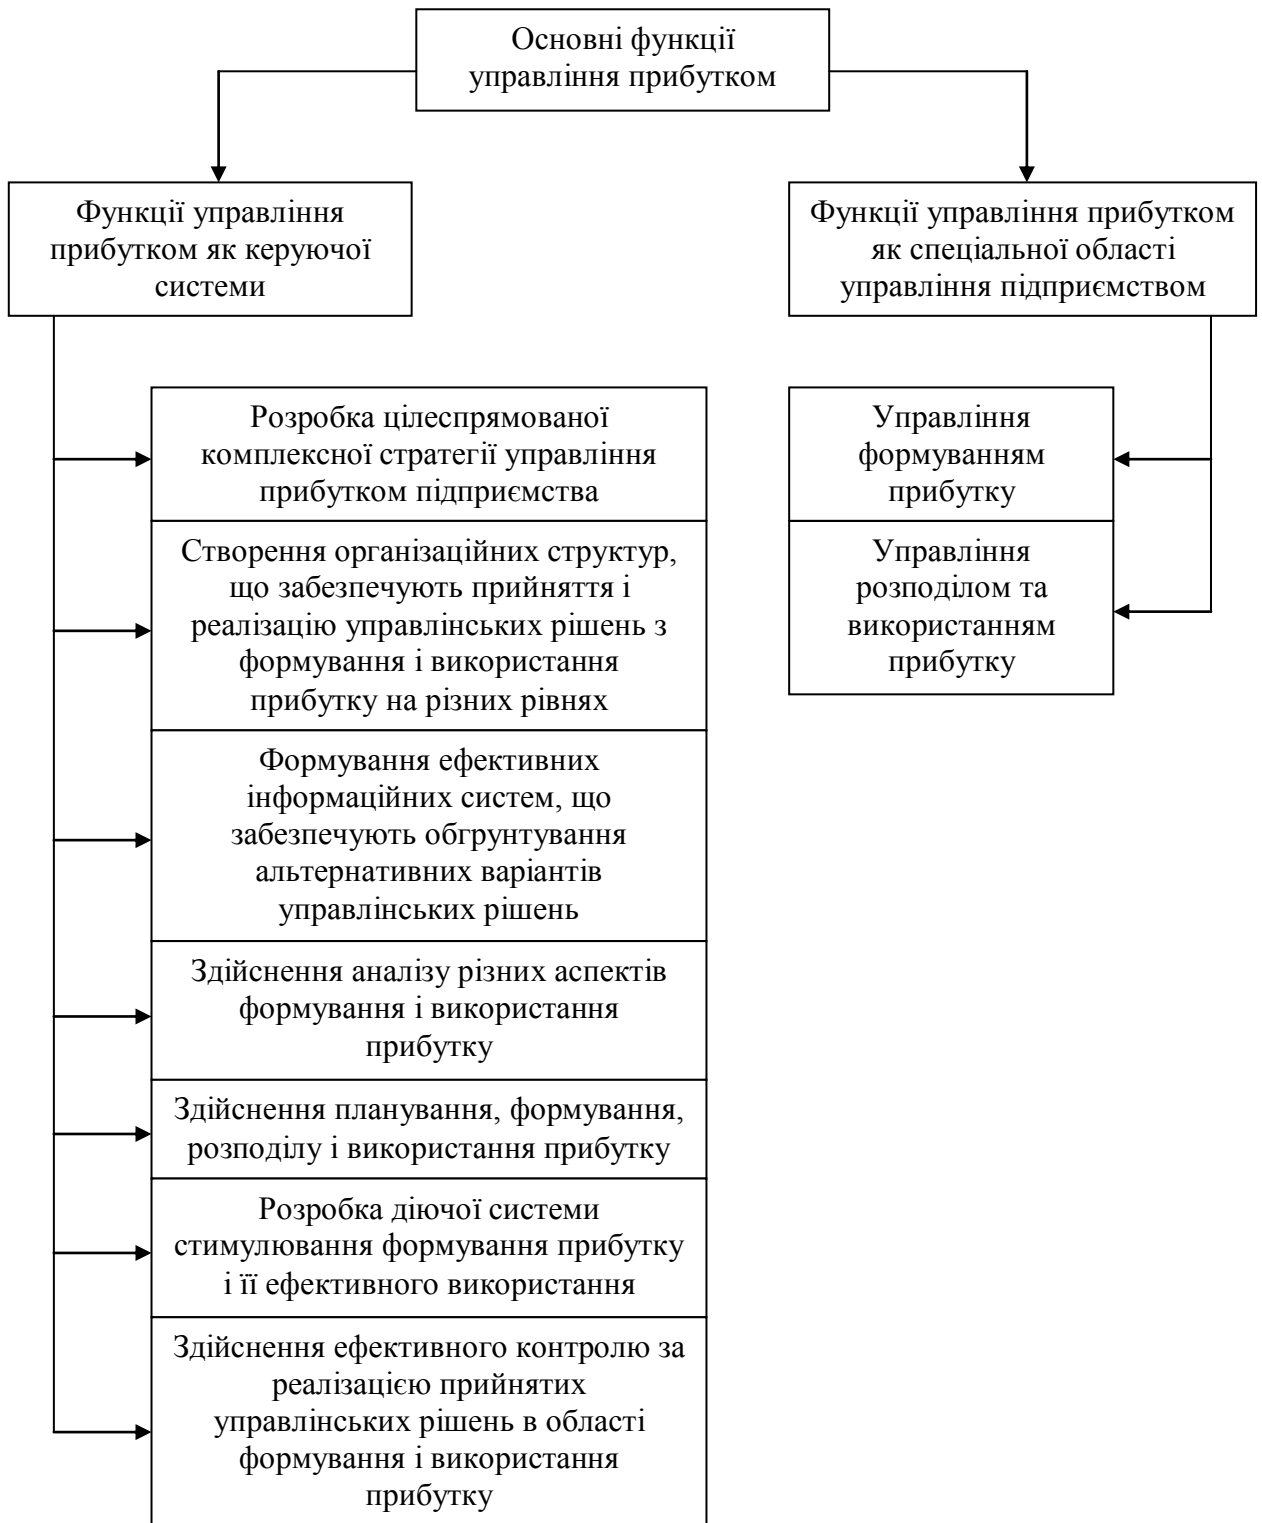 Основні функції
управління прибутком
Функції управління
прибутком як керуючої
системи
Функції управління прибутком
як спеціальної області
управління підприємством
Розробка цілеспрямованої
комплексної стратегії управління
прибутком підприємства
Створення організаційних структур,
що забезпечують прийняття і
реалізацію управлінських рішень з
формування і використання
прибутку на різних рівнях
Формування ефективних
інформаційних систем, що
забезпечують обгрунтування
альтернативних варіантів
управлінських рішень
Здійснення аналізу різних аспектів
формування і використання
прибутку
Здійснення планування, формування,
розподілу і використання прибутку
Розробка діючої системи
стимулювання формування прибутку
і її ефективного використання
Здійснення ефективного контролю за
реалізацією прийнятих
управлінських рішень в області
формування і використання
прибутку
Управління
формуванням
прибутку
Управління
розподілом та
використанням
прибутку